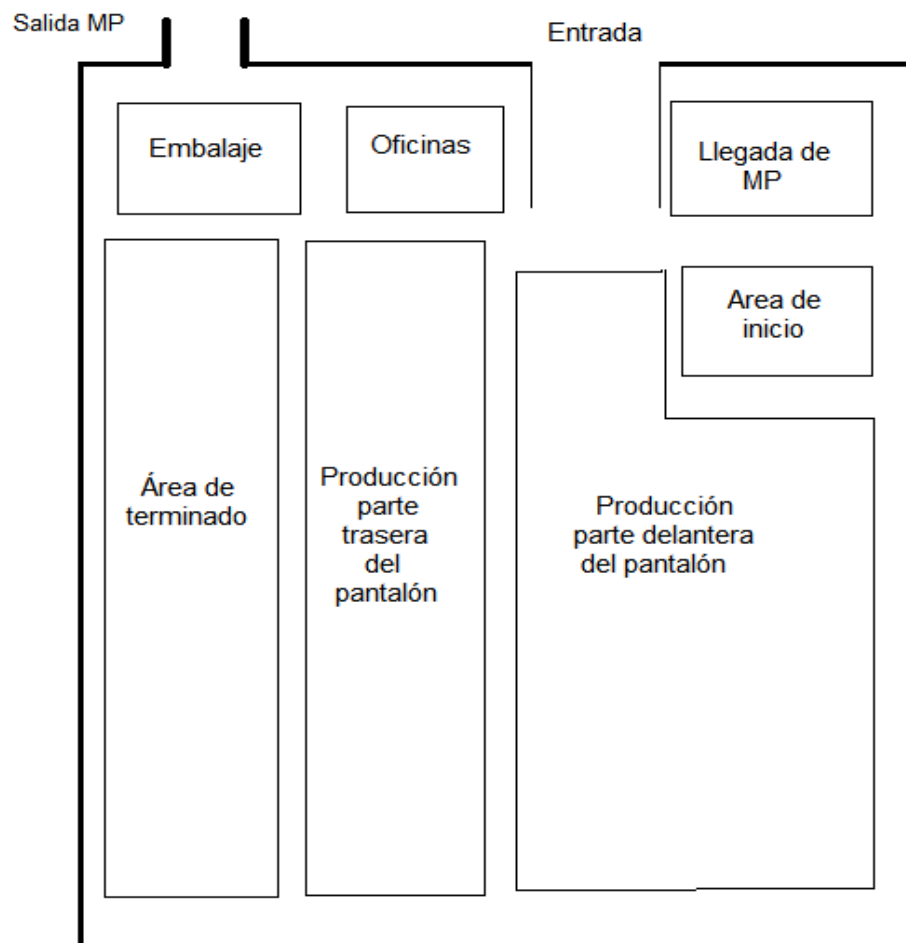 Salida MP
Entrada
Embalaje
Oficinas
Llegada de
MP
Area de
inicio
Área de
terminado
Producción
parte
trasera
del
pantalón
Producción
parte delantera
del pantalón